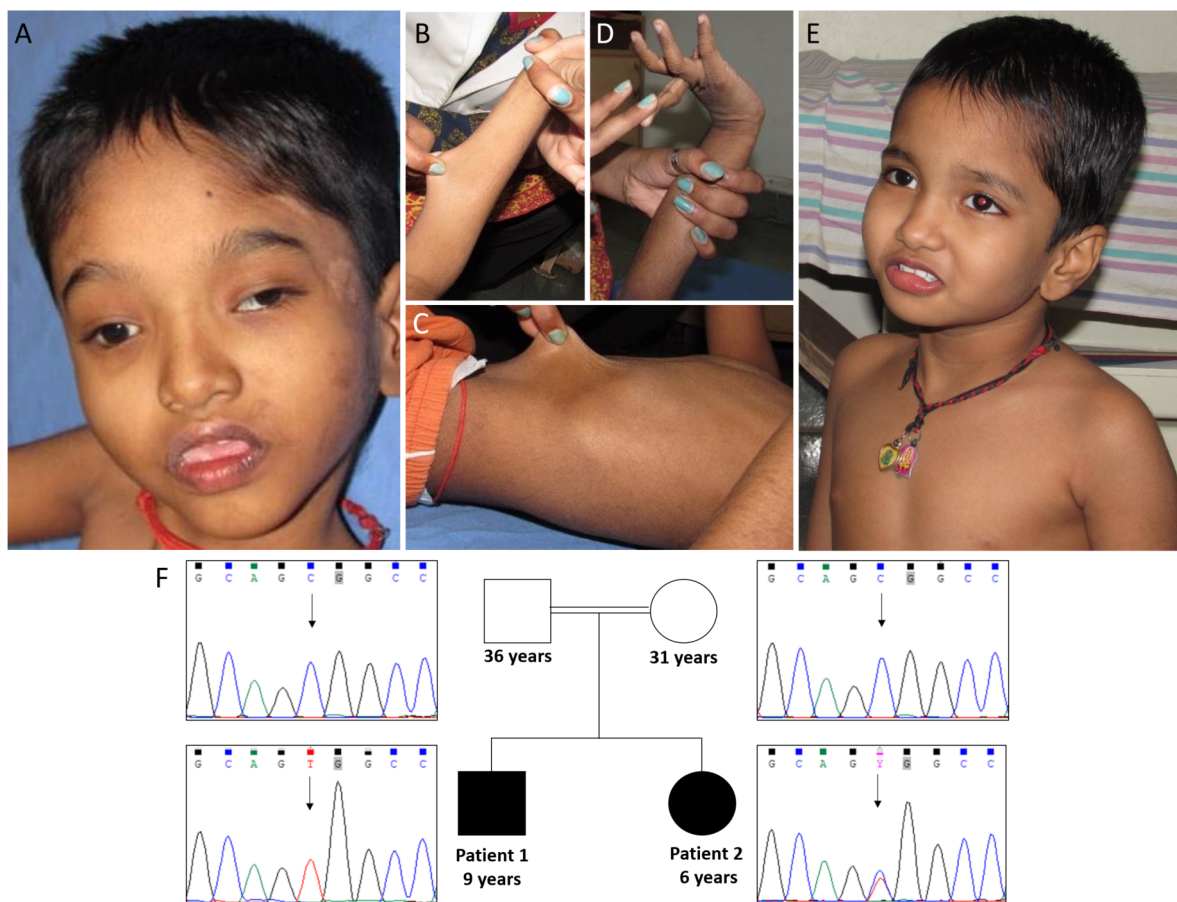 A
B
D
E
C
F
G C A G C G G C C
G C A G C G G C C
36 years
31 years
G C A G T G G C C
G C A G Y G G C C
Patient 1
9 years
Patient 2
6 years